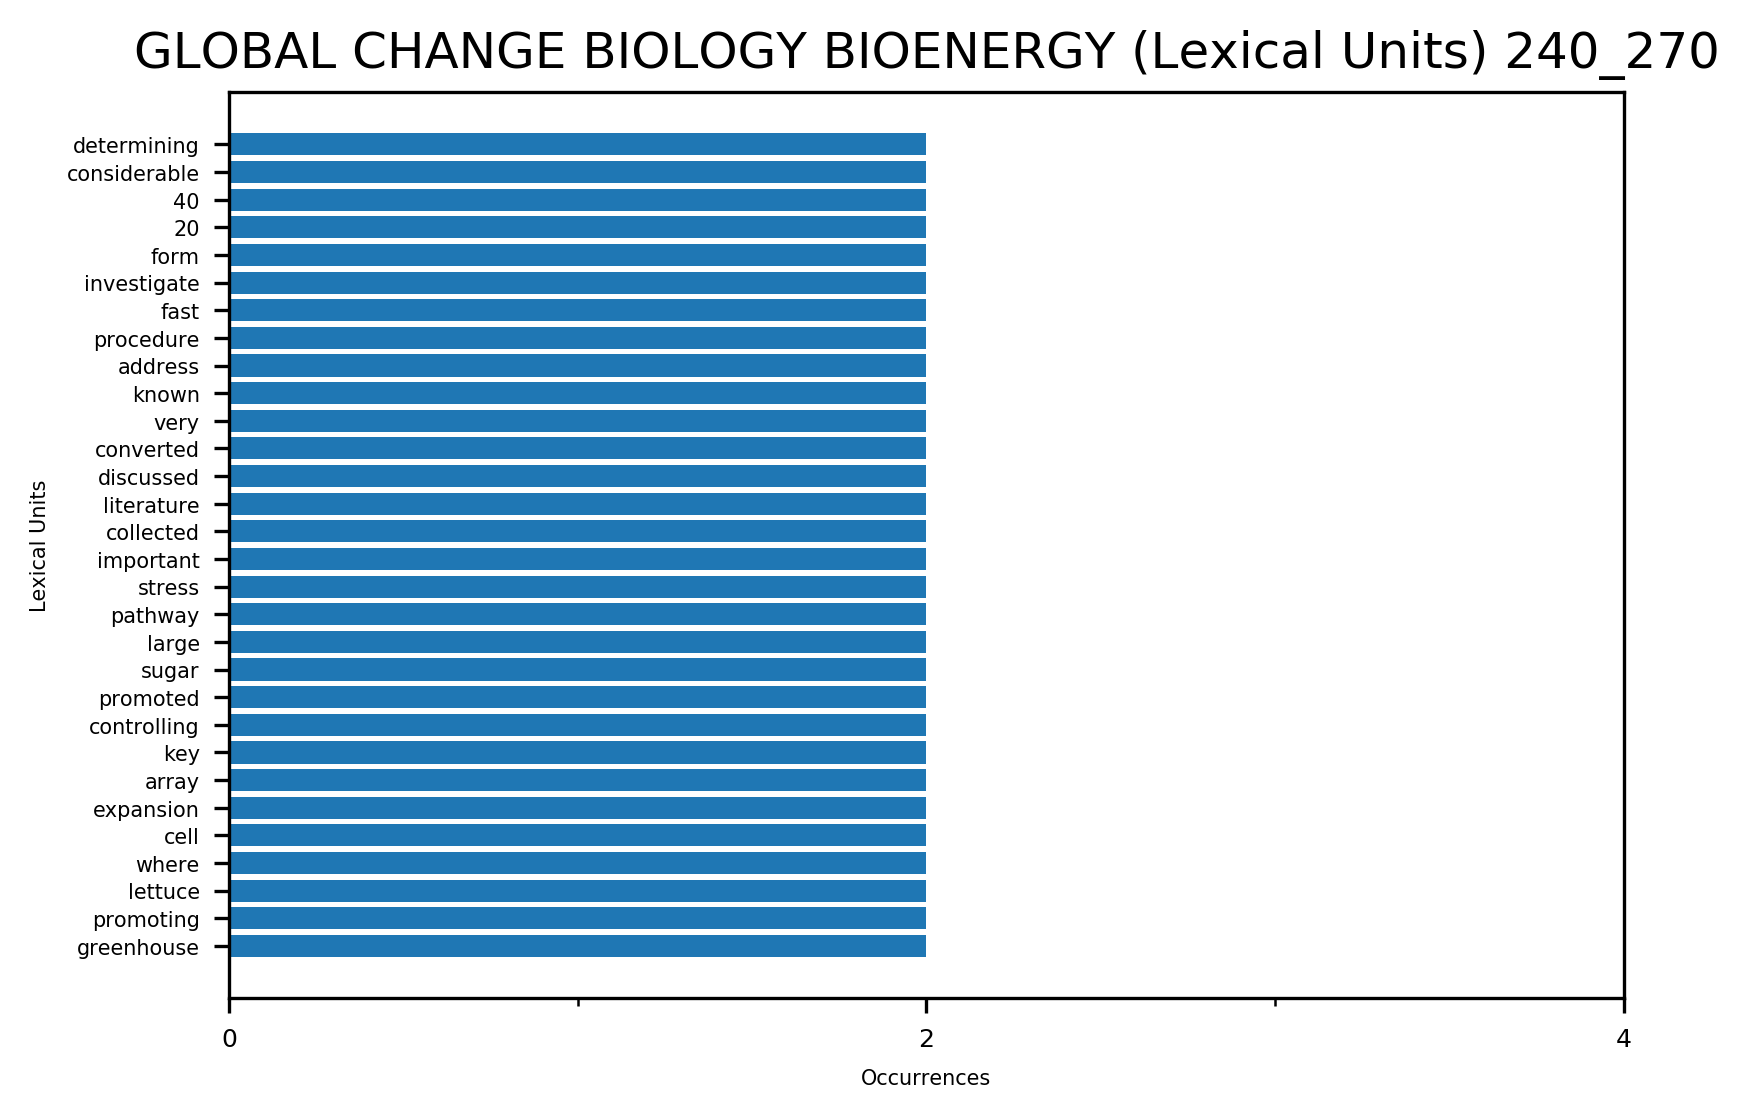 GLOBAL CHANGE BIOLOGY BIOENERGY (Lexical Units) 240_270
determining
considerable
40
20
form
investigate
fast
procedure
address
known
very
converted
discussed
literature
collected
important
stress
pathway
large
sugar
promoted
controlling
key
array
expansion
cell
where
lettuce
promoting
greenhouse
Lexical Units
0 2 4
Occurrences